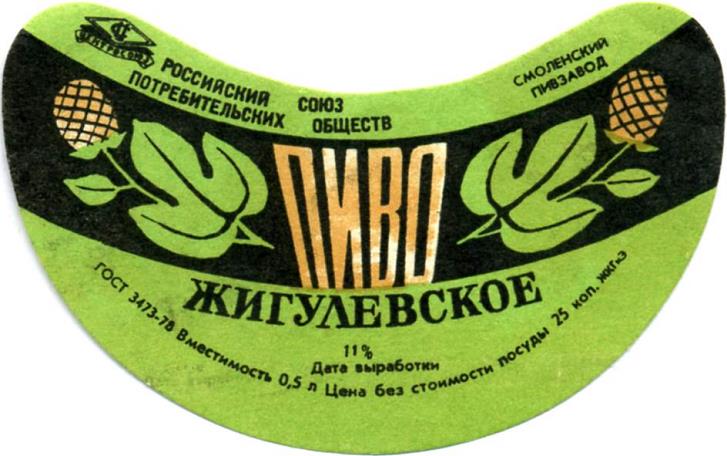 ЦЕНТРОСОЮЗ
РОССИЙСКИЙ СОЮЗ
ПОТРЕБИТЕЛЬСКИХ ОБЩЕСТВ
СМОЛЕНСКИЙ
ПИВЗАВОД
ПИВО
ЖИГУЛЕВСКОЕ
11%
Дата выработки
ГОСТ 3473-78 Вместимость 0,5 л Цена без стоимости посуды 25 коп.